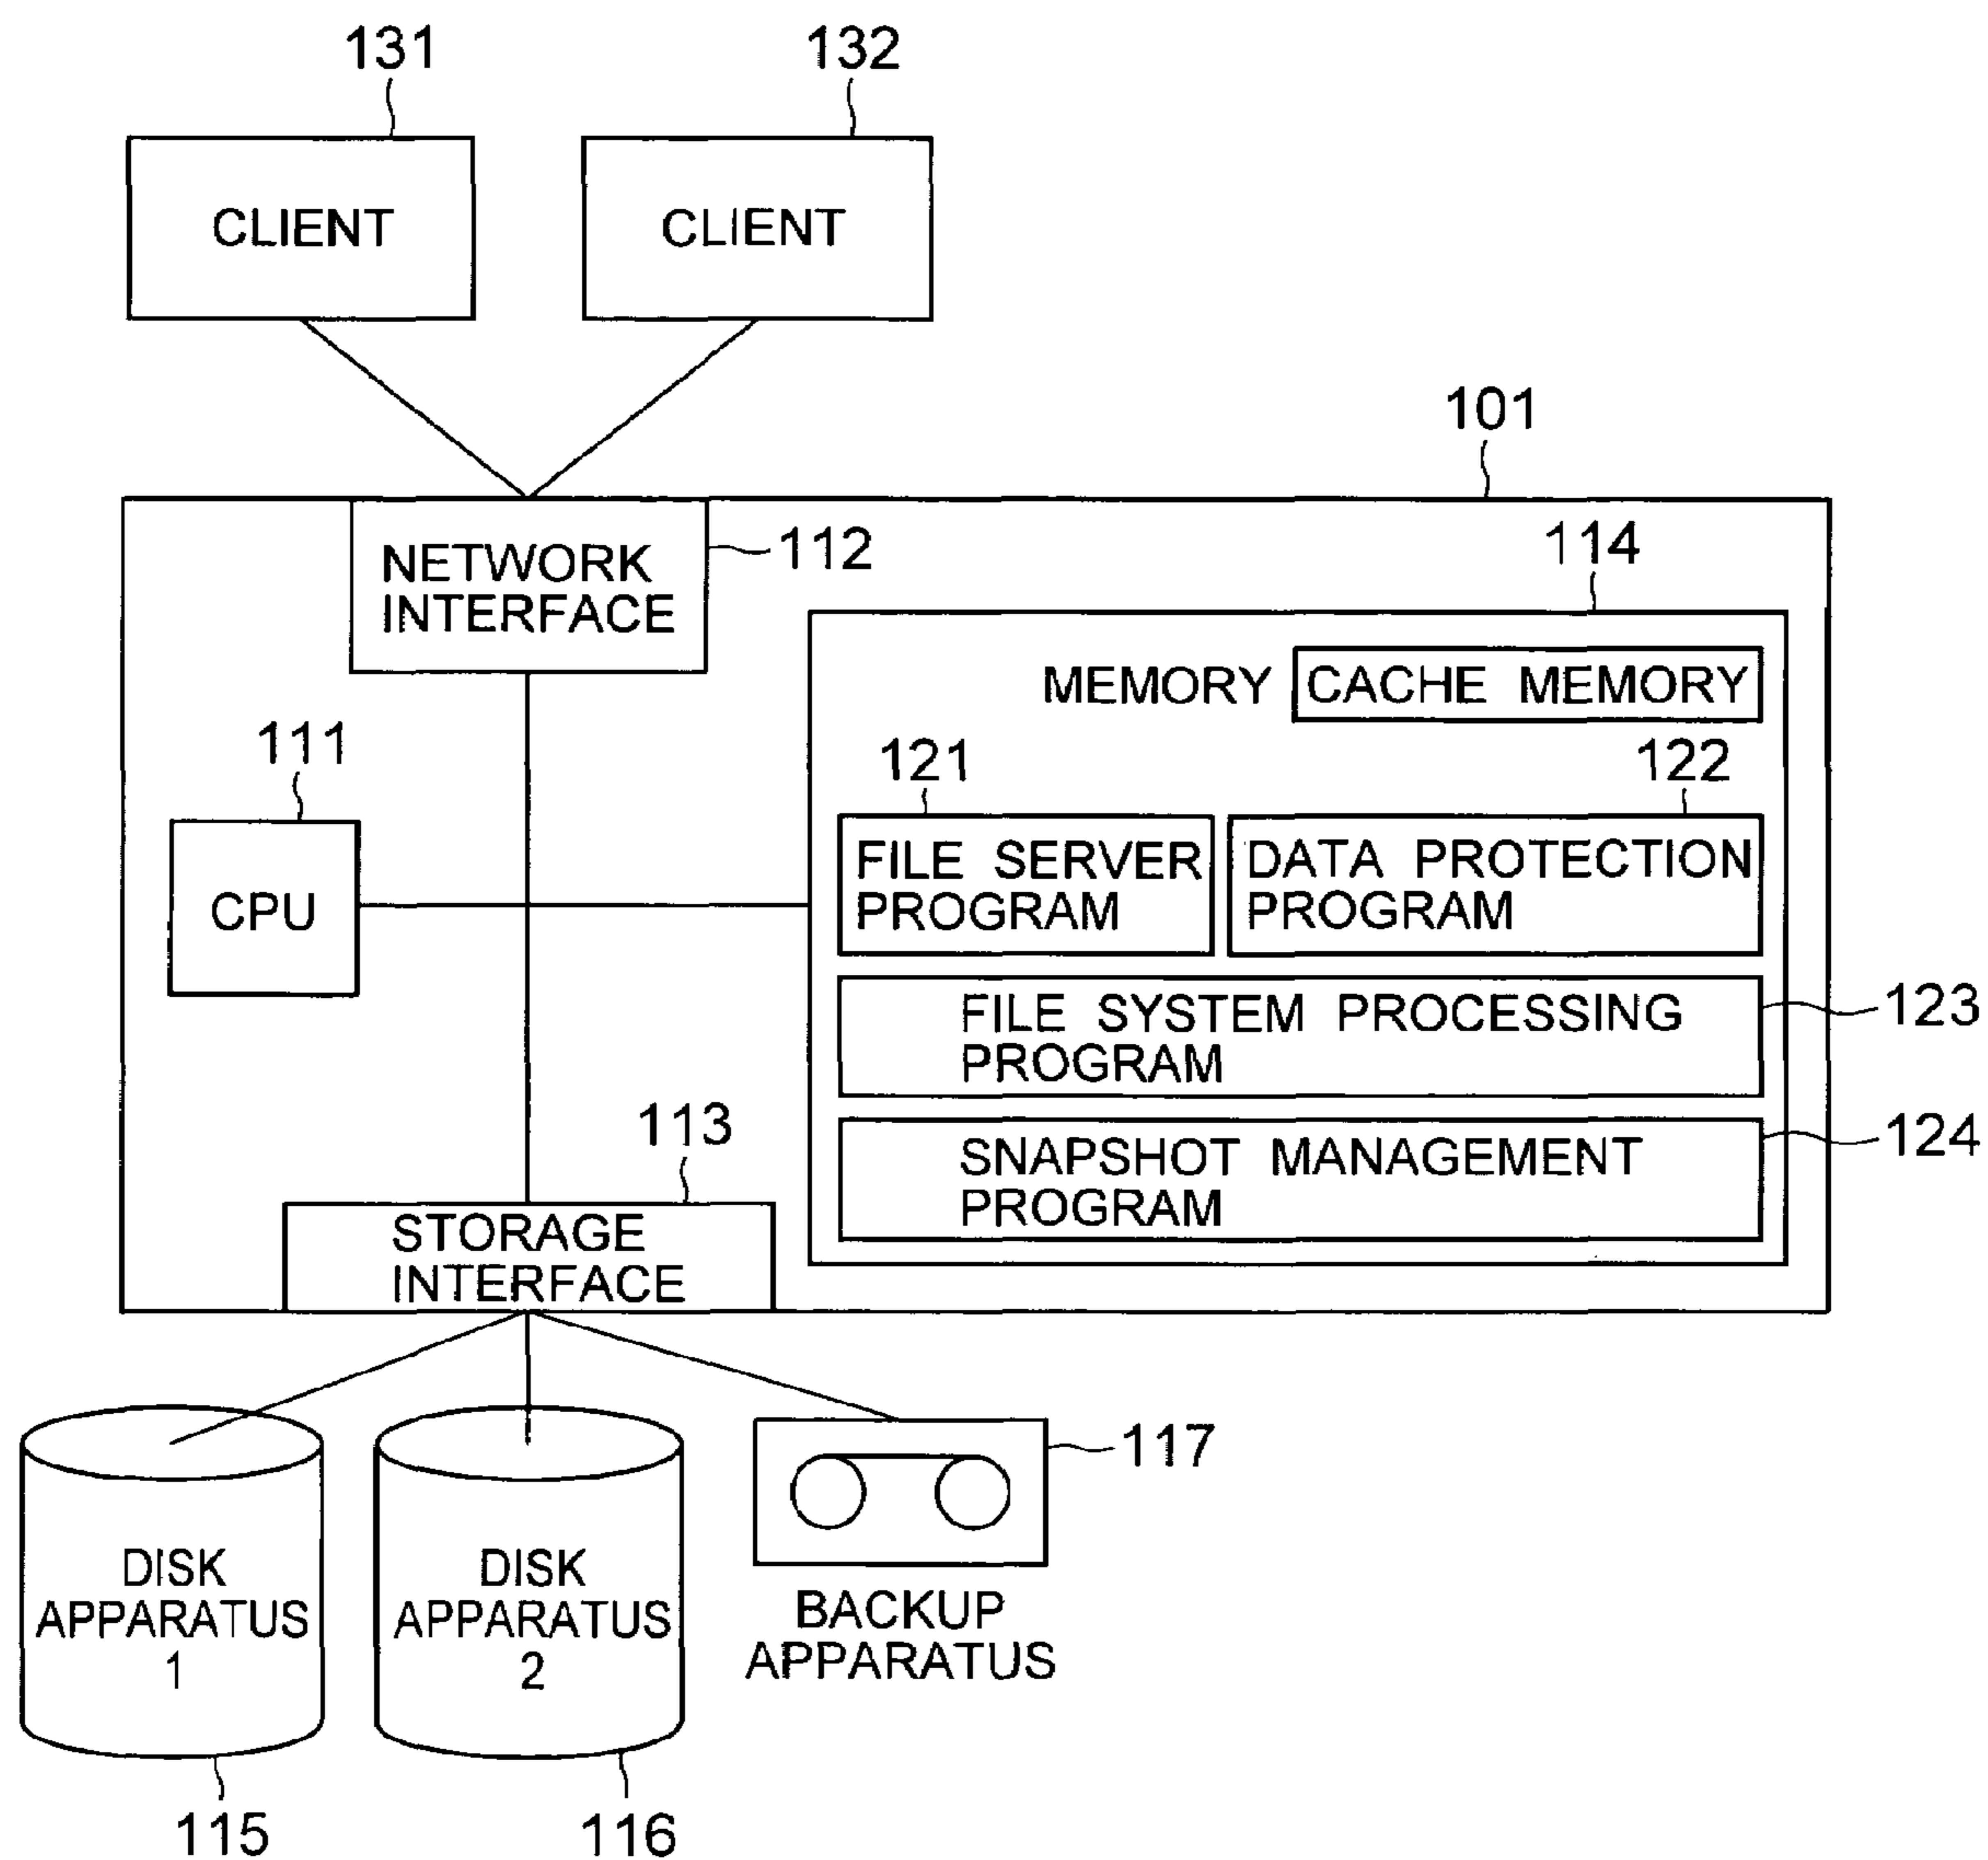 131
132
CLIENT
CLIENT
101
NETWORK
INTERFACE
112
114
MEMORY
CACHE MEMORY
111
121
122
CPU
FILE SERVER
PROGRAM
DATA PROTECTION
PROGRAM
FILE SYSTEM PROCESSING
PROGRAM
123
113
SNAPSHOT MANAGEMENT
PROGRAM
124
STORAGE
INTERFACE
117
DISK
APPARATUS
1
DISK
APPARATUS
2
BACKUP
APPARATUS
115
116